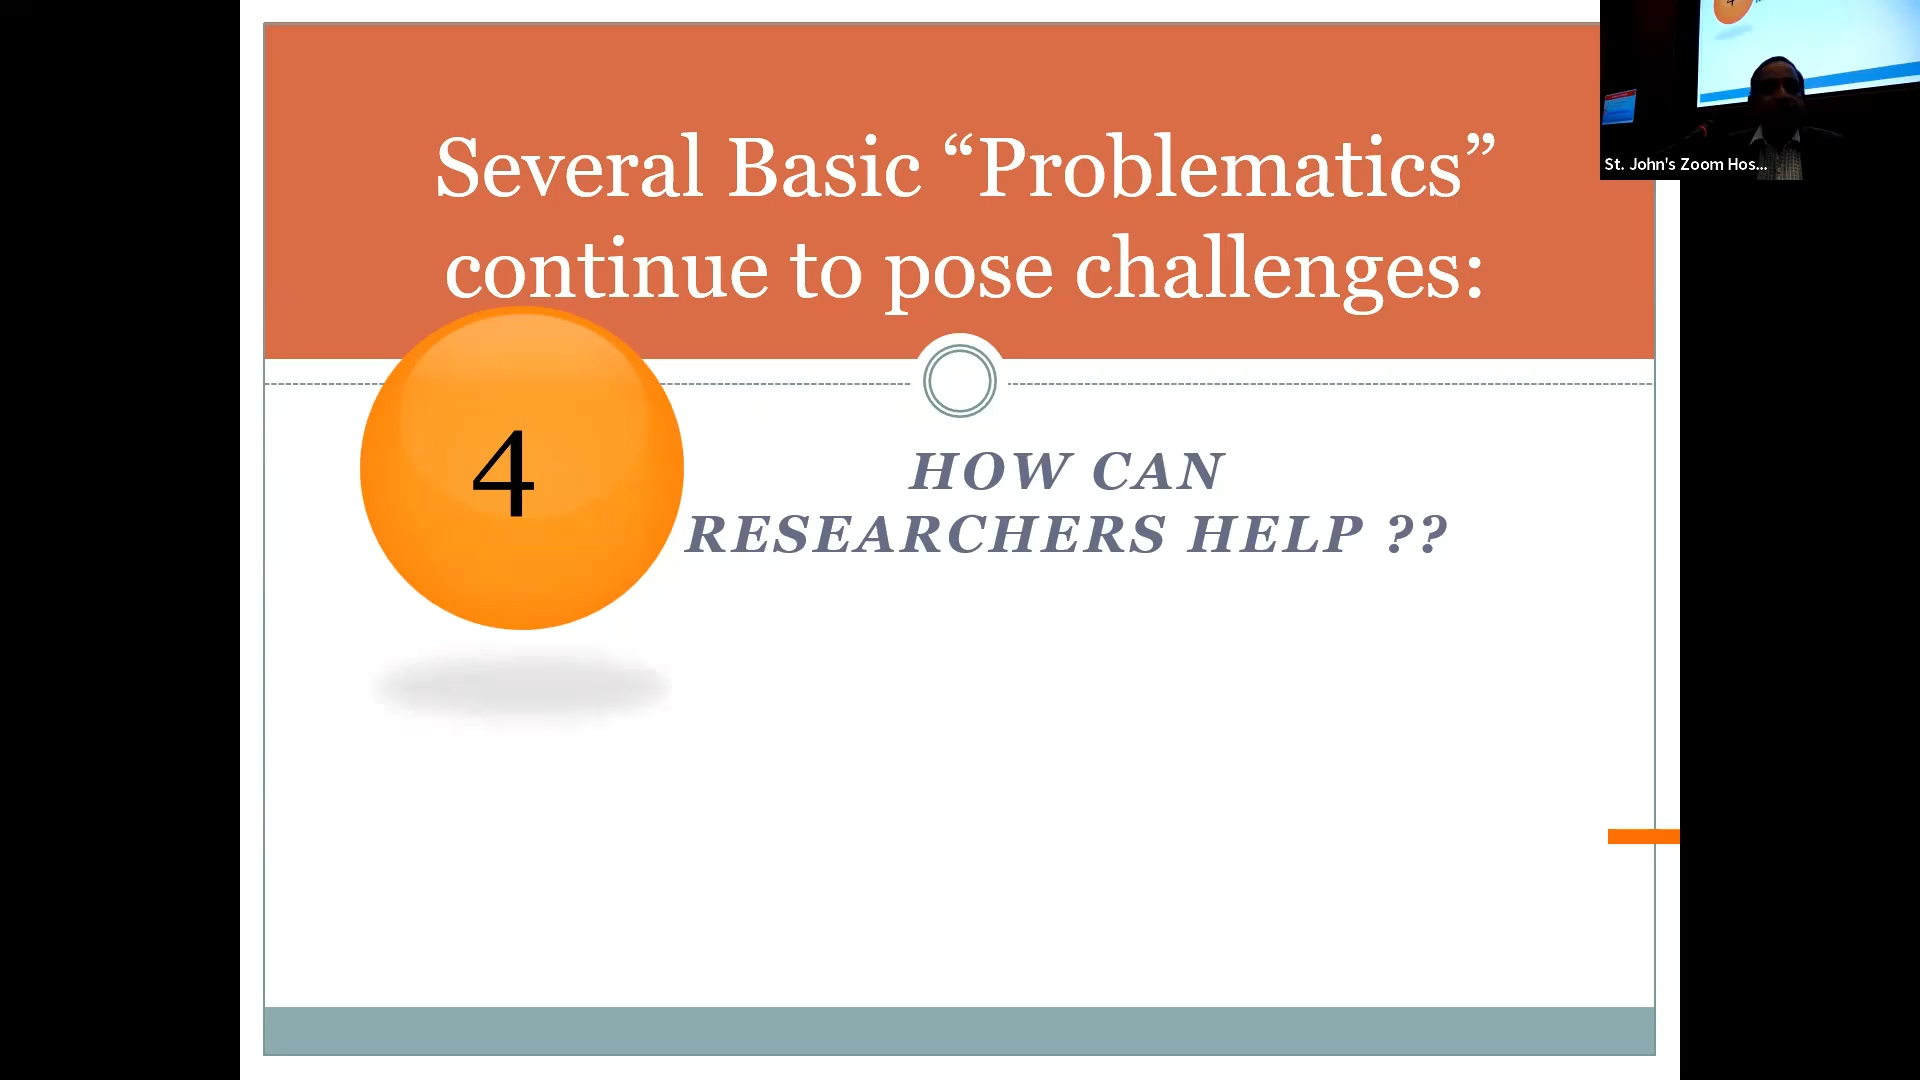 Several Basic “Problematics”
continue to pose challenges:
4
HOW CAN
RESEARCHERS HELP ??
St. John's Zoom Hos...